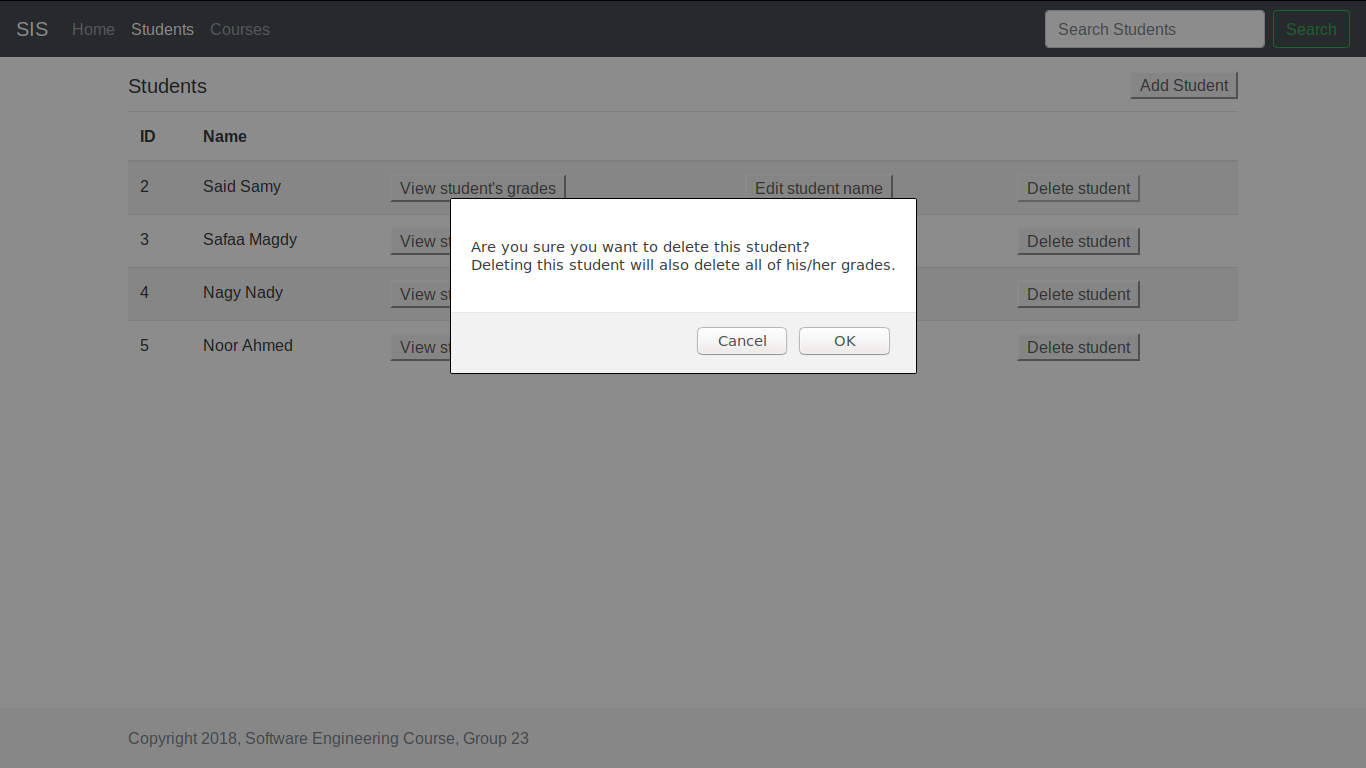 SIS Home Students Courses Search Students Search
Students Add Student
ID Name
2 Said Samy View student's grades Edit student name Delete student
3 Safaa Magdy View Delete student
4 Nagy Nady View Delete student
5 Noor Ahmed View Delete student
Are you sure you want to delete this student?
Deleting this student will also delete all of his/her grades.
Cancel OK
Copyright 2018, Software Engineering Course, Group 23